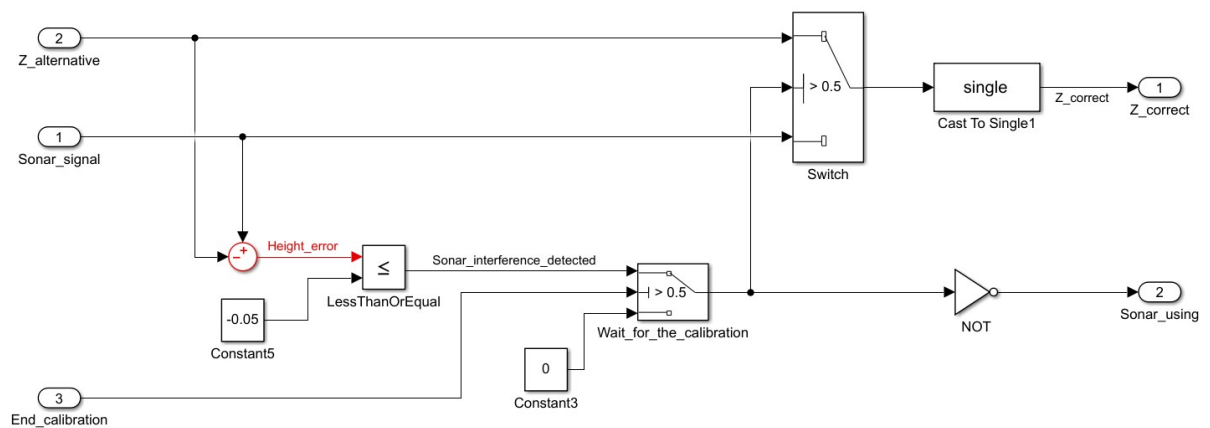 2
Z_alternative
1
Sonar_signal
> 0.5
Switch
single
Cast To Single1
Z_correct
1
Z_correct
+
−
Height_error
≤
LessThanOrEqual
-0.05
Constant5
Sonar_interference_detected
> 0.5
Wait_for_the_calibration
0
Constant3
NOT
2
Sonar_using
3
End_calibration